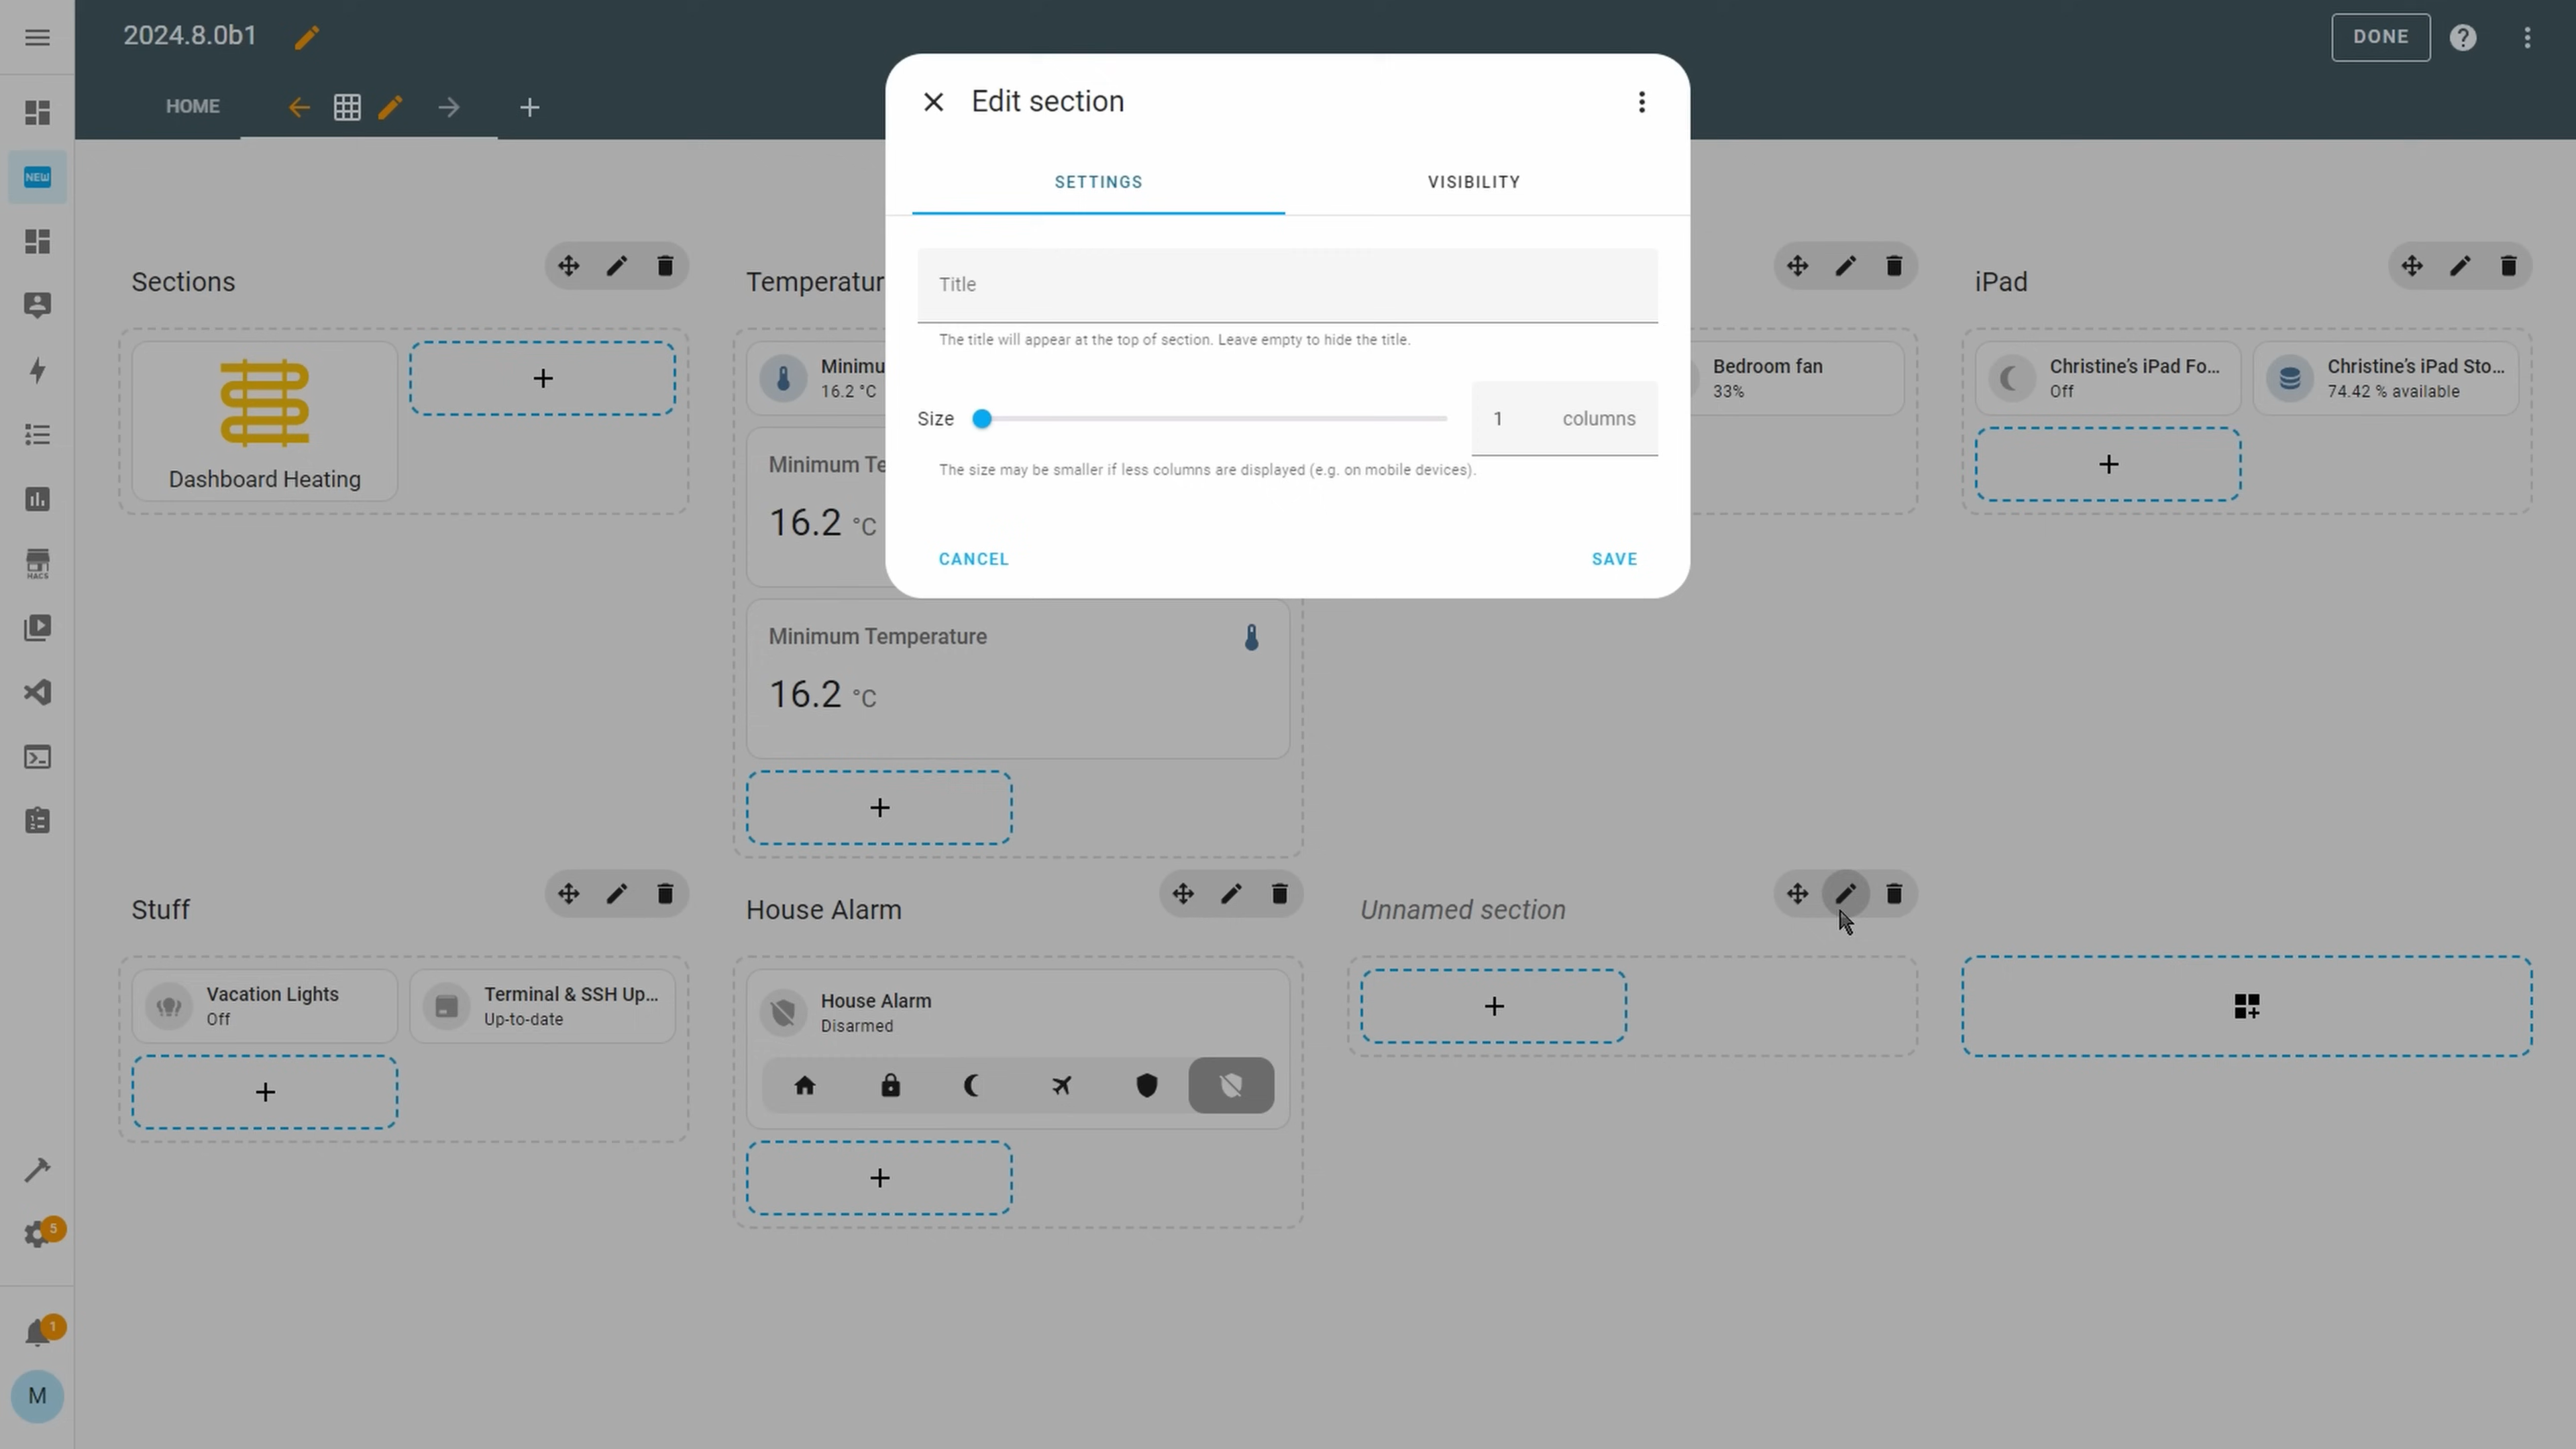 2024.8.0b1
DONE
HOME
Edit section
SETTINGS
VISIBILITY
Title
The title will appear at the top of section. Leave empty to hide the title.
Size
1 columns
The size may be smaller if less columns are displayed (e.g. on mobile devices).
CANCEL
SAVE
NEW
HACS
5
1
M
Sections
Dashboard Heating
Temperatur
Minimu
16.2 °C
Minimum Te
16.2 °C
Minimum Temperature
16.2 °C
Bedroom fan
33%
iPad
Christine’s iPad Fo...
Off
Christine’s iPad Sto...
74.42 % available
Stuff
Vacation Lights
Off
Terminal & SSH Up...
Up-to-date
House Alarm
House Alarm
Disarmed
Unnamed section